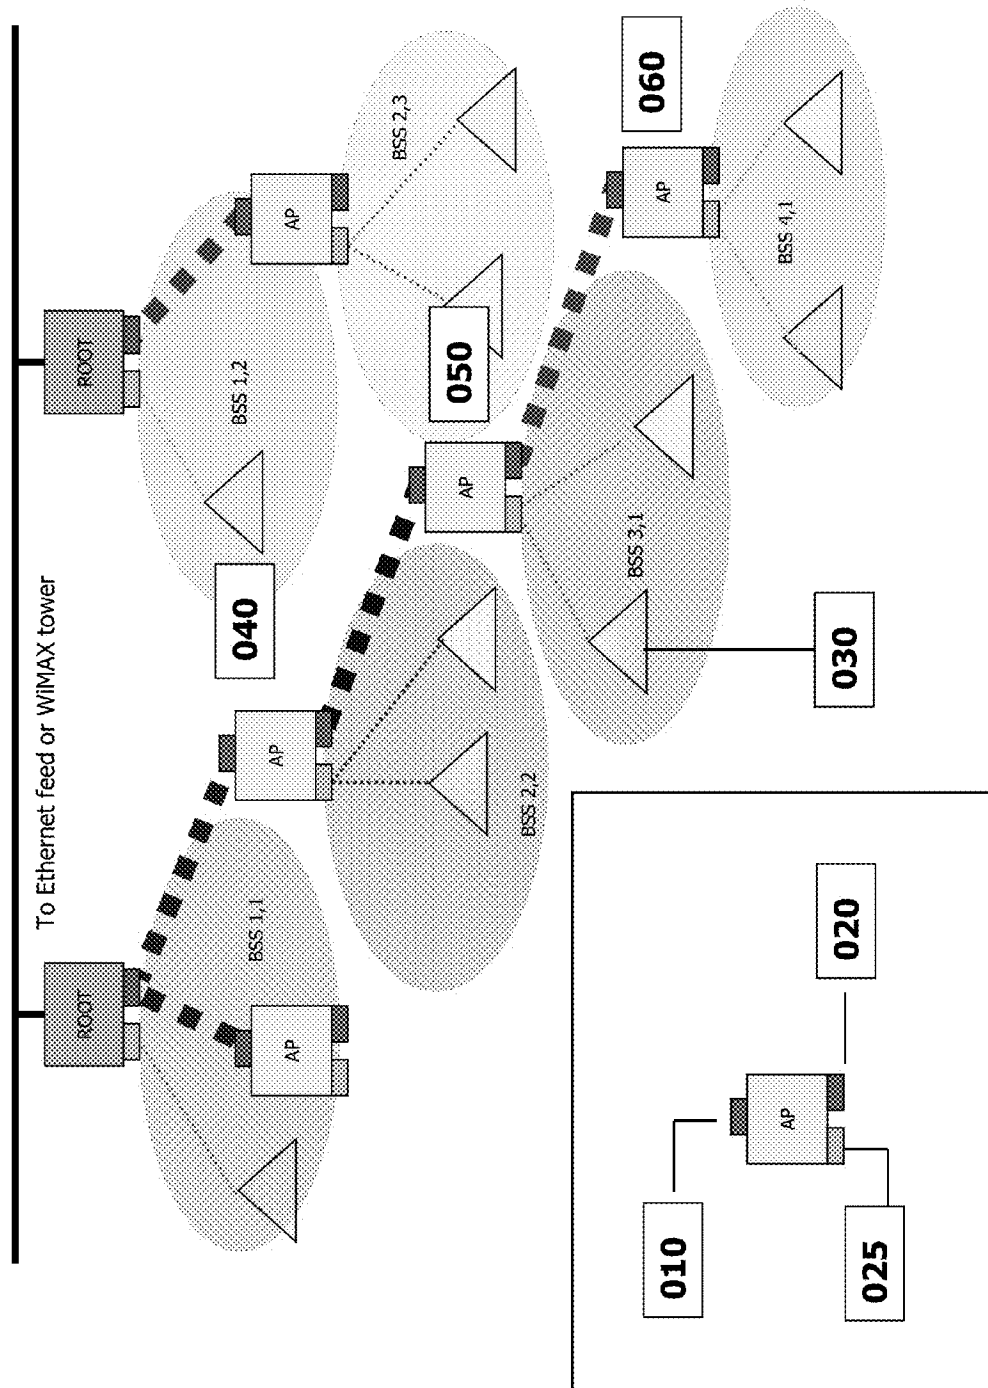 To Ethernet feed or WiMAX tower
ROOT
ROOT
BSS 1,1
AP
AP
BSS 2,2
040
BSS 1,2
AP
BSS 2,3
050
AP
BSS 3,1
030
060
AP
BSS 4,1
010
AP
020
025